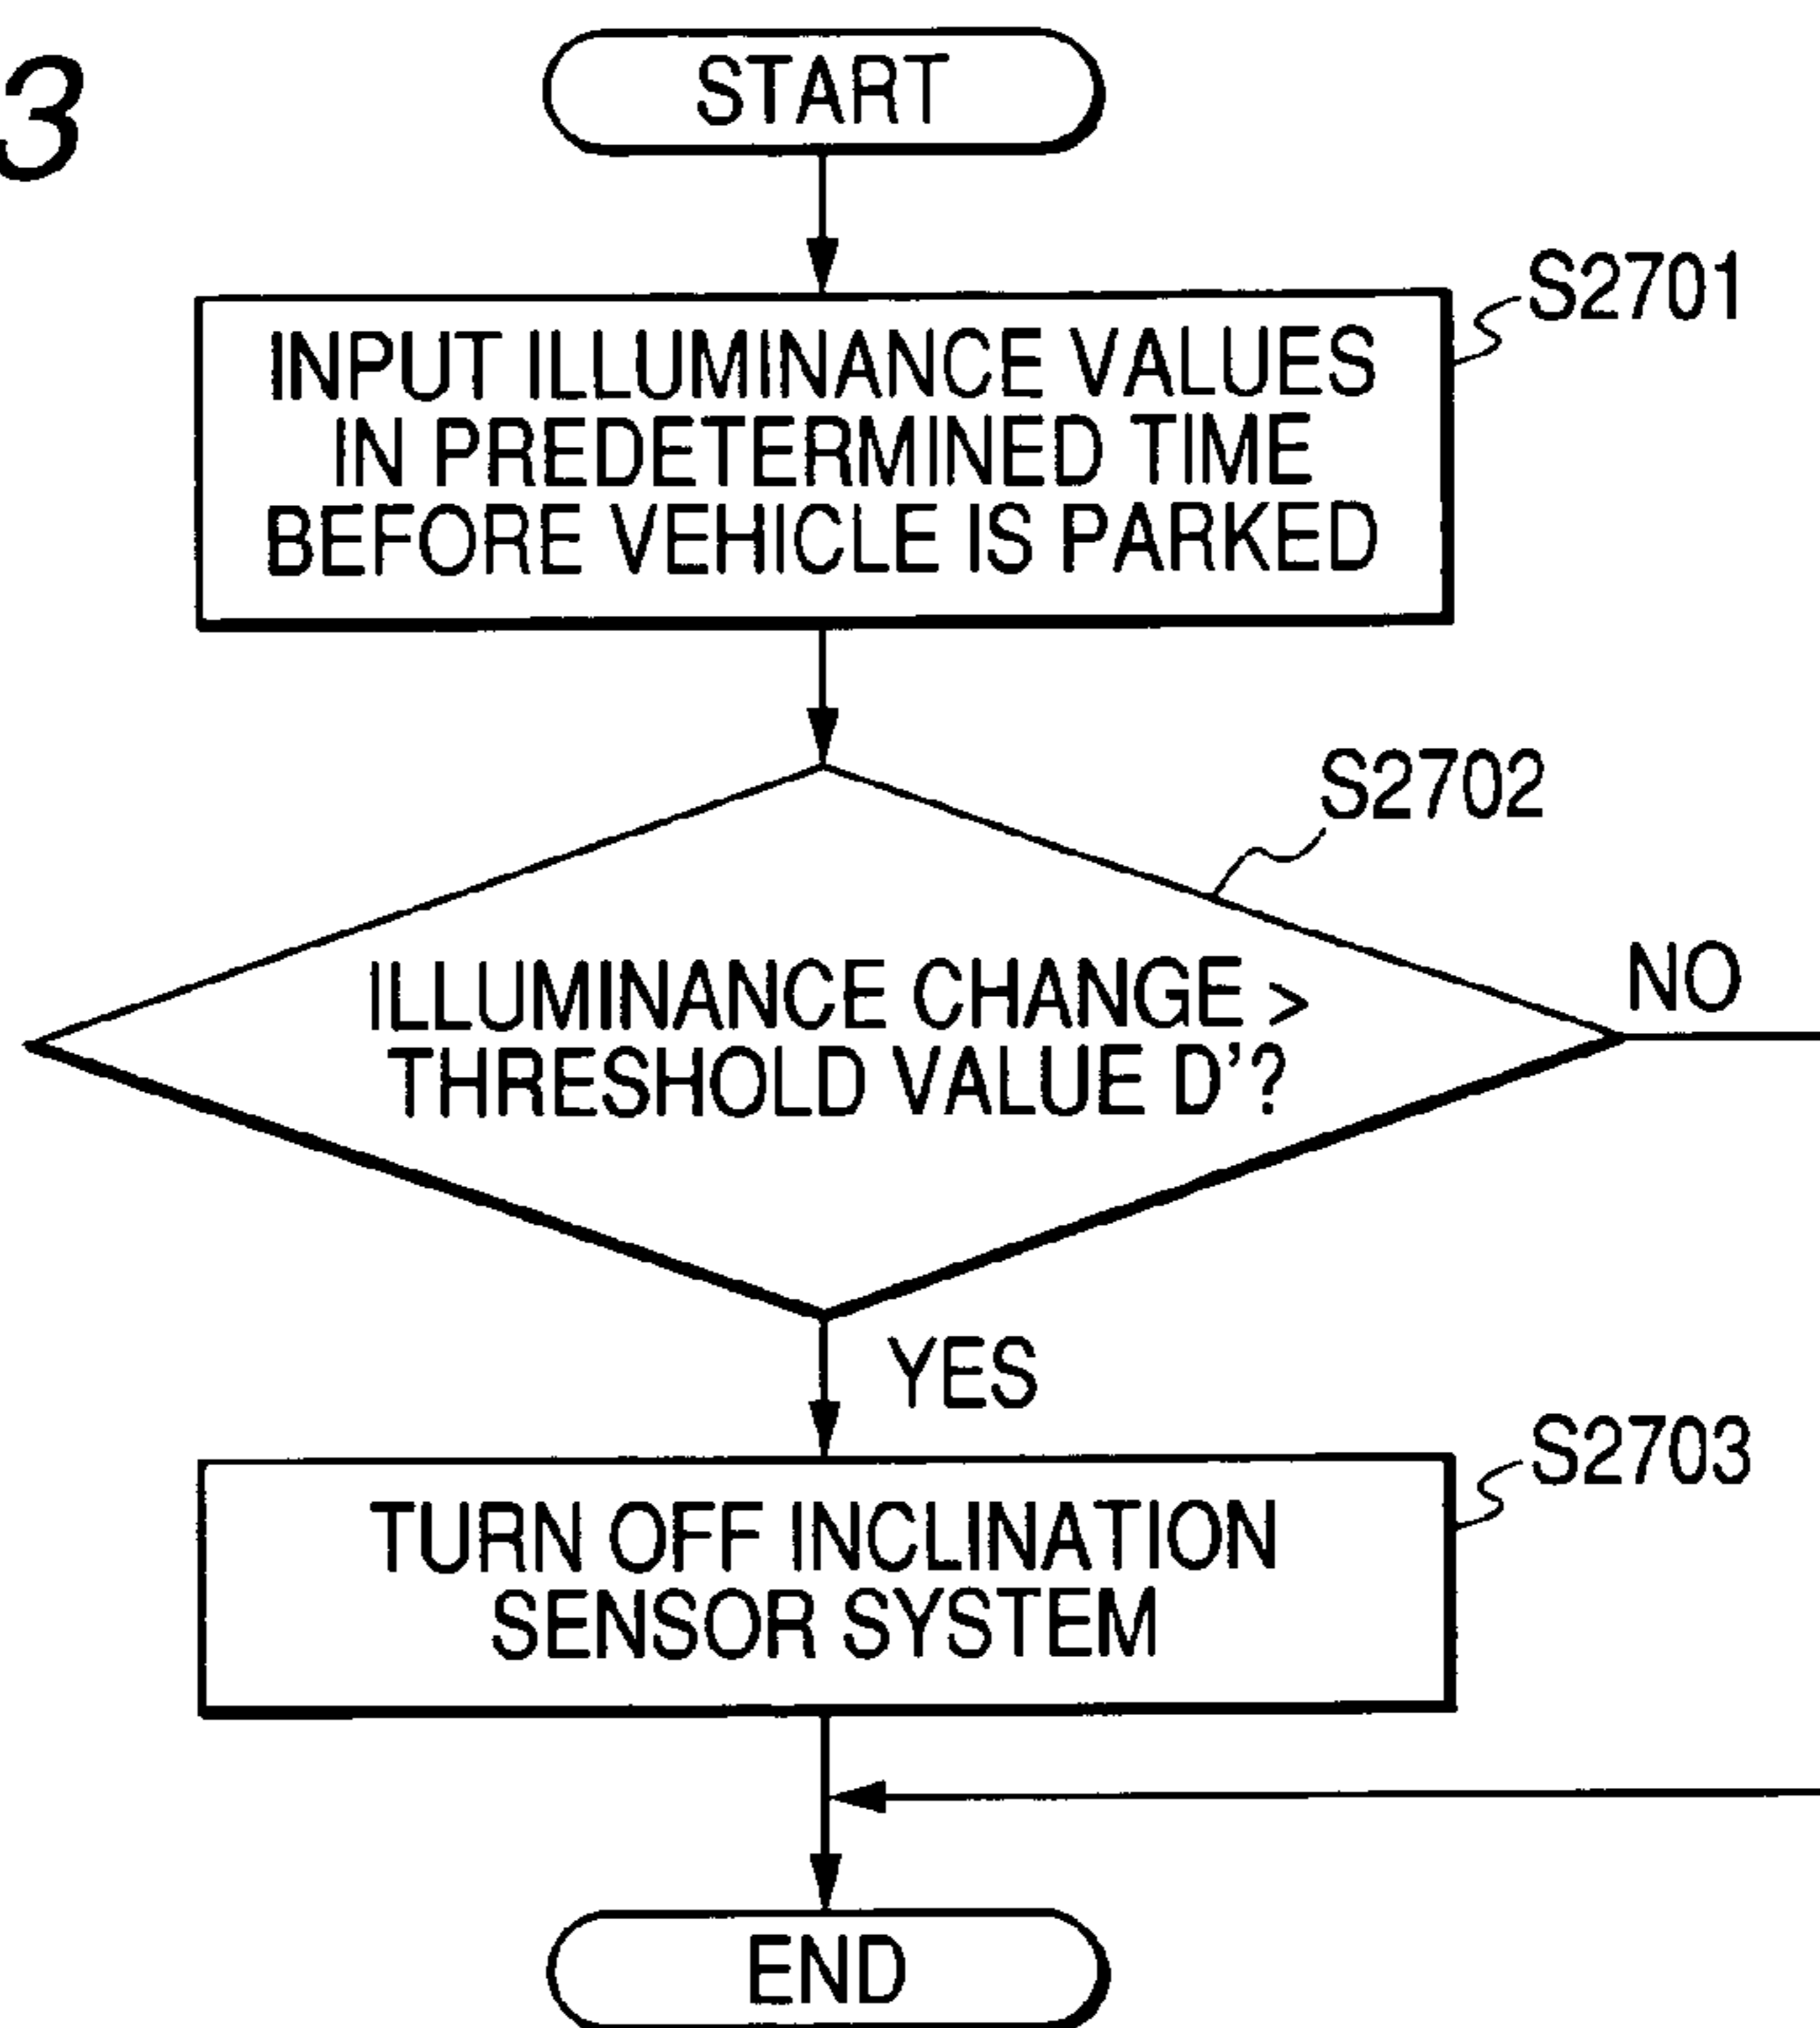 3
START
S2701
INPUT ILLUMINANCE VALUES
IN PREDETERMINED TIME
BEFORE VEHICLE IS PARKED
S2702
ILLUMINANCE CHANGE >
THRESHOLD VALUE D'?
NO
YES
S2703
TURN OFF INCLINATION
SENSOR SYSTEM
END